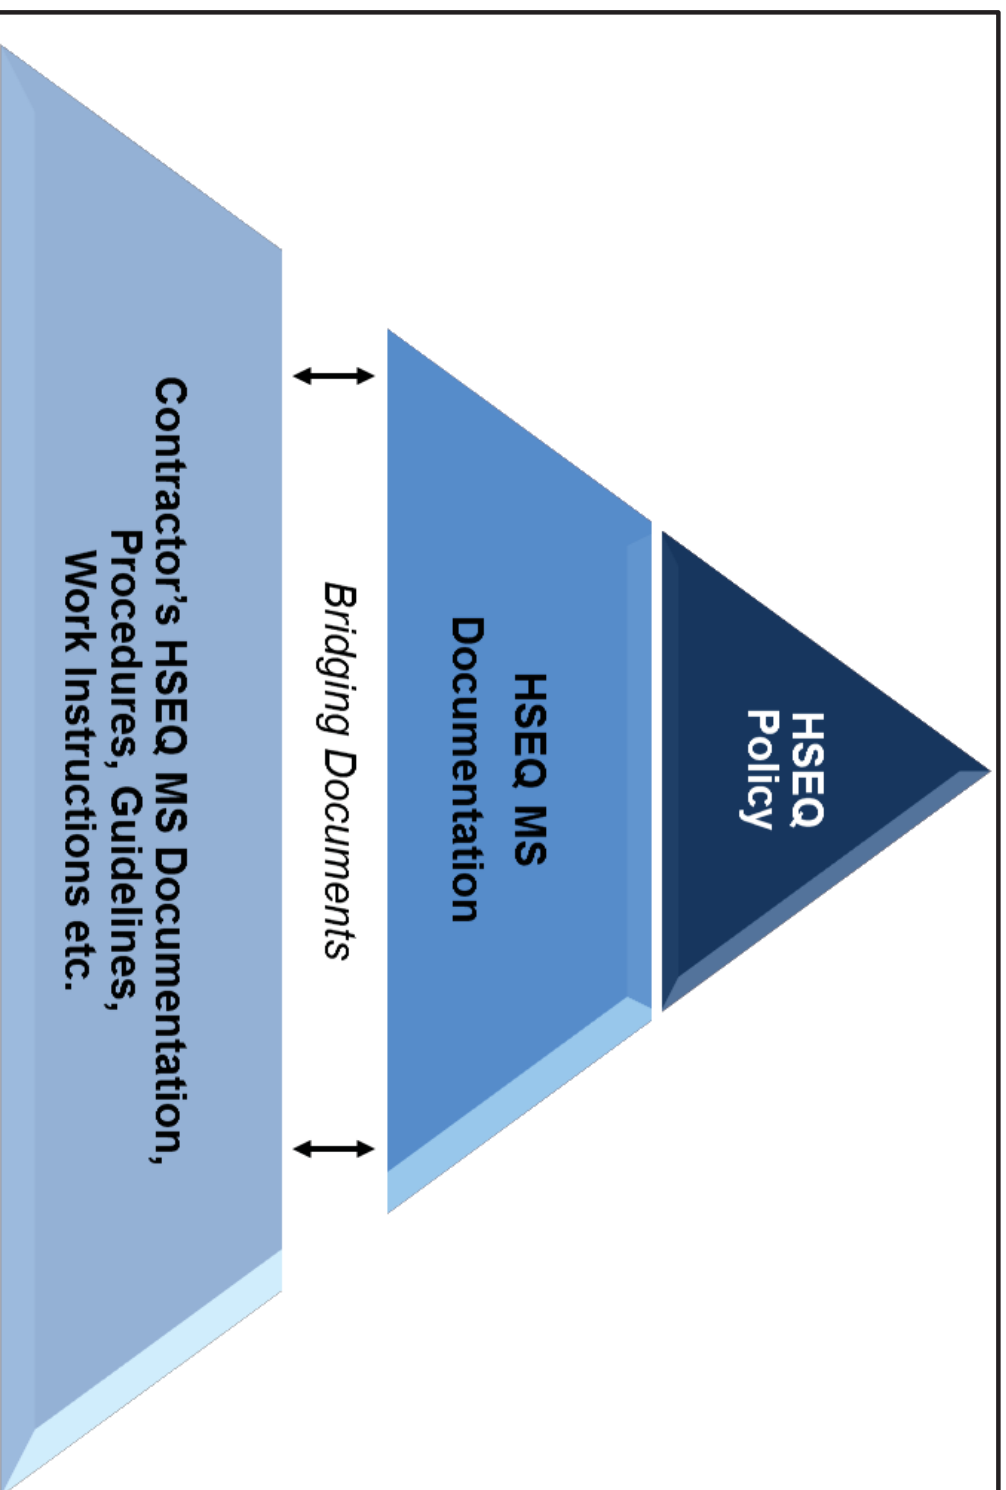 HSEQ
Policy
HSEQ MS
Documentation
Bridging Documents
Contractor’s HSEQ MS Documentation,
Procedures, Guidelines,
Work Instructions etc.